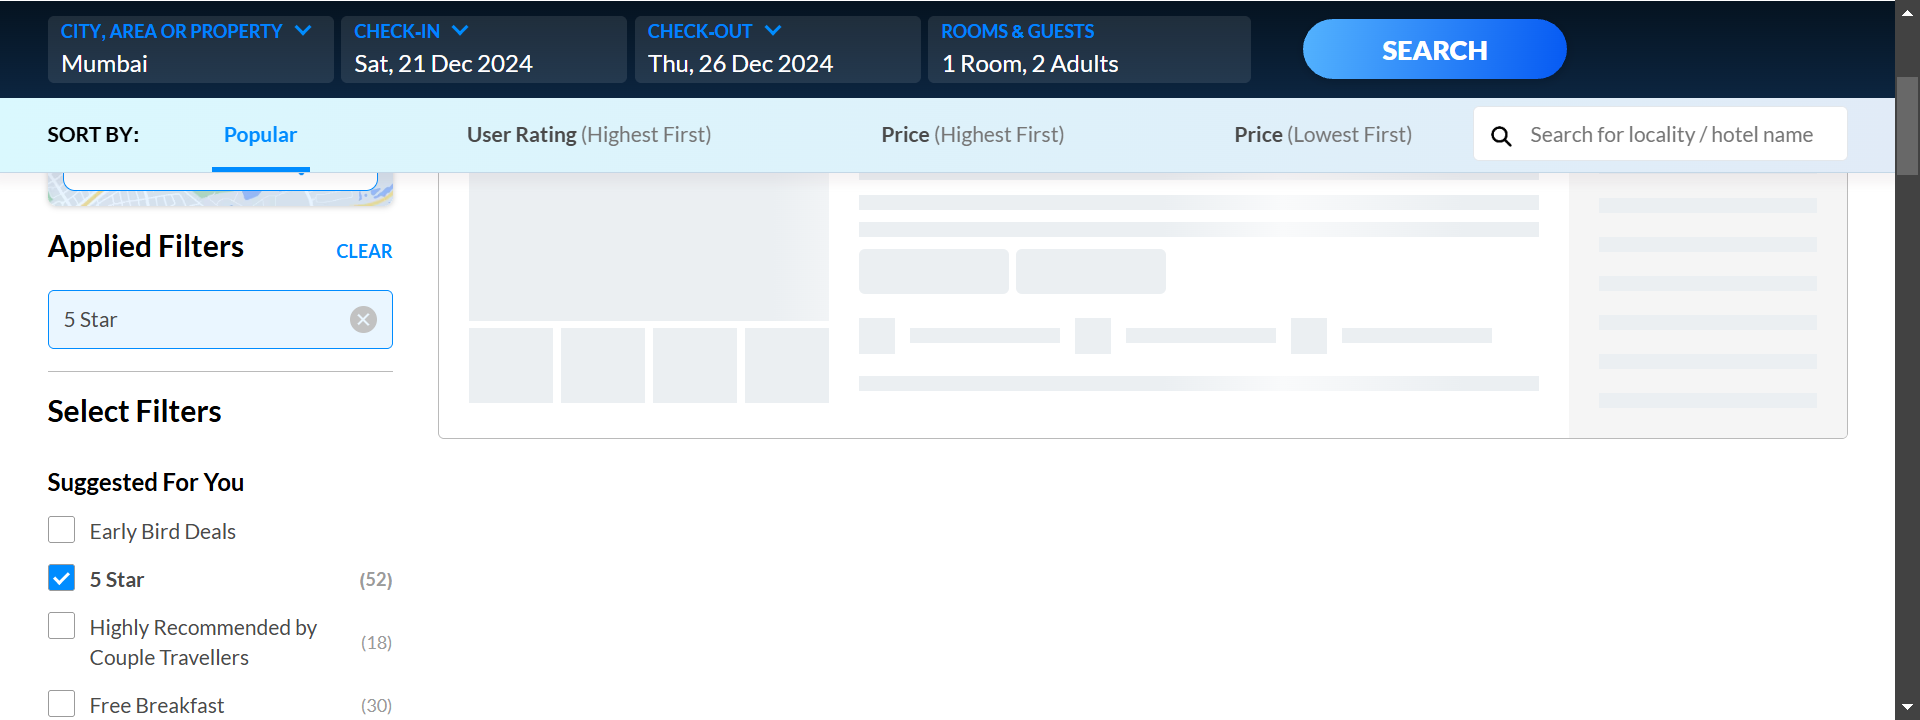 CITY, AREA OR PROPERTY
Mumbai
CHECK-IN
Sat, 21 Dec 2024
CHECK-OUT
Thu, 26 Dec 2024
ROOMS & GUESTS
1 Room, 2 Adults
SEARCH
SORT BY:
Popular
User Rating (Highest First)
Price (Highest First)
Price (Lowest First)
Search for locality / hotel name
Applied Filters
CLEAR
5 Star
Select Filters
Suggested For You
Early Bird Deals
5 Star (52)
Highly Recommended by
Couple Travellers (18)
Free Breakfast (30)